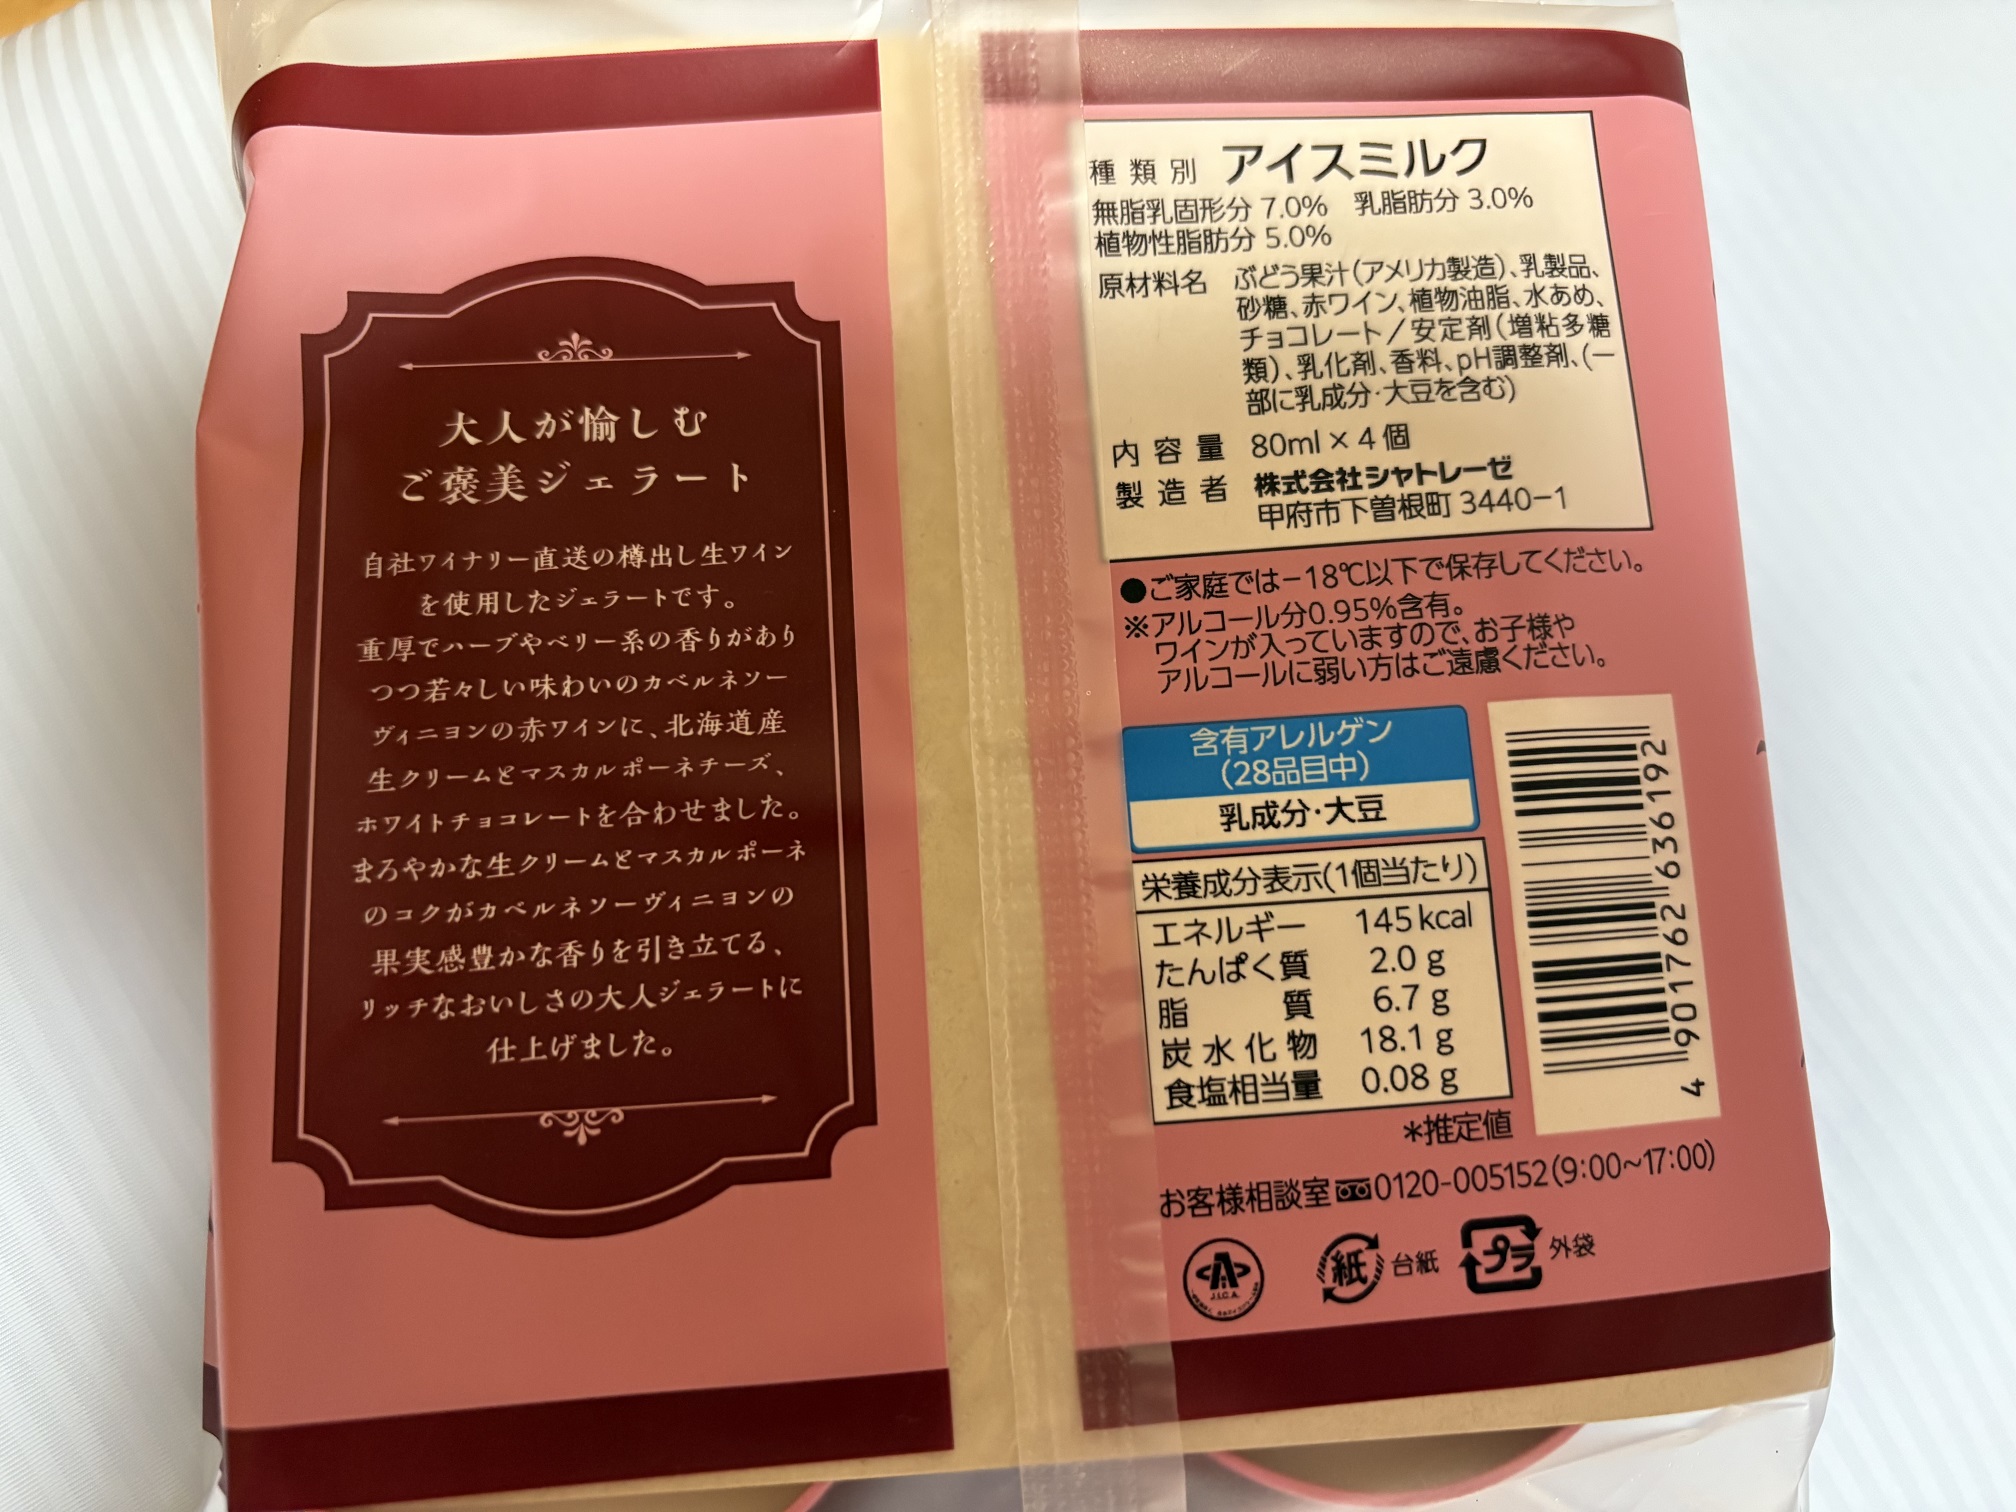 大人が愉しむ
ご褒美ジェラート
自社ワイナリー直送の樽出し生ワイン
を使用したジェラートです。
重厚でハーブやベリー系の香りがあり
つつ若々しい味わいのカベルネソー
ヴィニヨンの赤ワインに、北海道産
生クリームとマスカルポーネチーズ、
ホワイトチョコレートを合わせました。
まろやかな生クリームとマスカルポーネ
のコクがカベルネソーヴィニヨンの
果実感豊かな香りを引き立てる、
リッチなおいしさの大人ジェラートに
仕上げました。
種類別 アイスミルク
無脂乳固形分 7.0% 乳脂肪分 3.0%
植物性脂肪分 5.0%
原材料名 ぶどう果汁(アメリカ製造)、乳製品、
砂糖、赤ワイン、植物油脂、水あめ、
チョコレート/安定剤(増粘多糖
類)、乳化剤、香料、pH調整剤、(一
部に乳成分・大豆を含む)
内容量 80ml×4個
製造者 株式会社シャトレーゼ
甲府市下曽根町 3440-1
●ご家庭では-18℃以下で保存してください。
※アルコール分0.95%含有。
ワインが入っていますので、お子様や
アルコールに弱い方はご遠慮ください。
含有アレルゲン
(28品目中)
乳成分・大豆
栄養成分表示(1個当たり)
エネルギー 145kcal
たんぱく質 2.0g
脂質 6.7g
炭水化物 18.1g
食塩相当量 0.08g
*推定値
4 901762 636192
お客様相談室 0120-005152(9:00~17:00)
J.I.C.A.
紙 台紙
プラ 外袋